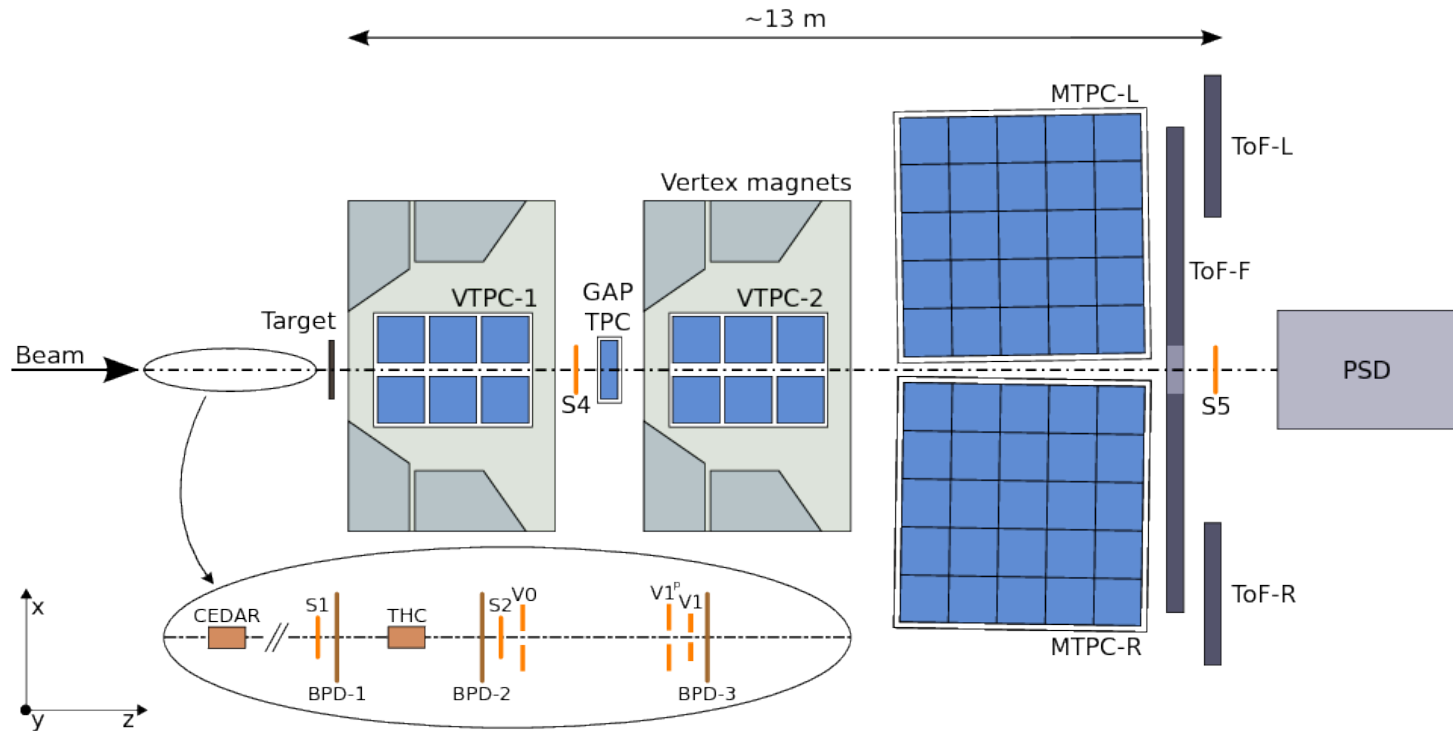 ~13 m
MTPC-L
ToF-L
Vertex magnets
ToF-F
VTPC-1
GAP
TPC
VTPC-2
Target
Beam
S4
S5
PSD
ToF-R
MTPC-R
x
y
z
CEDAR
S1
THC
S2
V0
V1ᴾ
V1
BPD-1
BPD-2
BPD-3